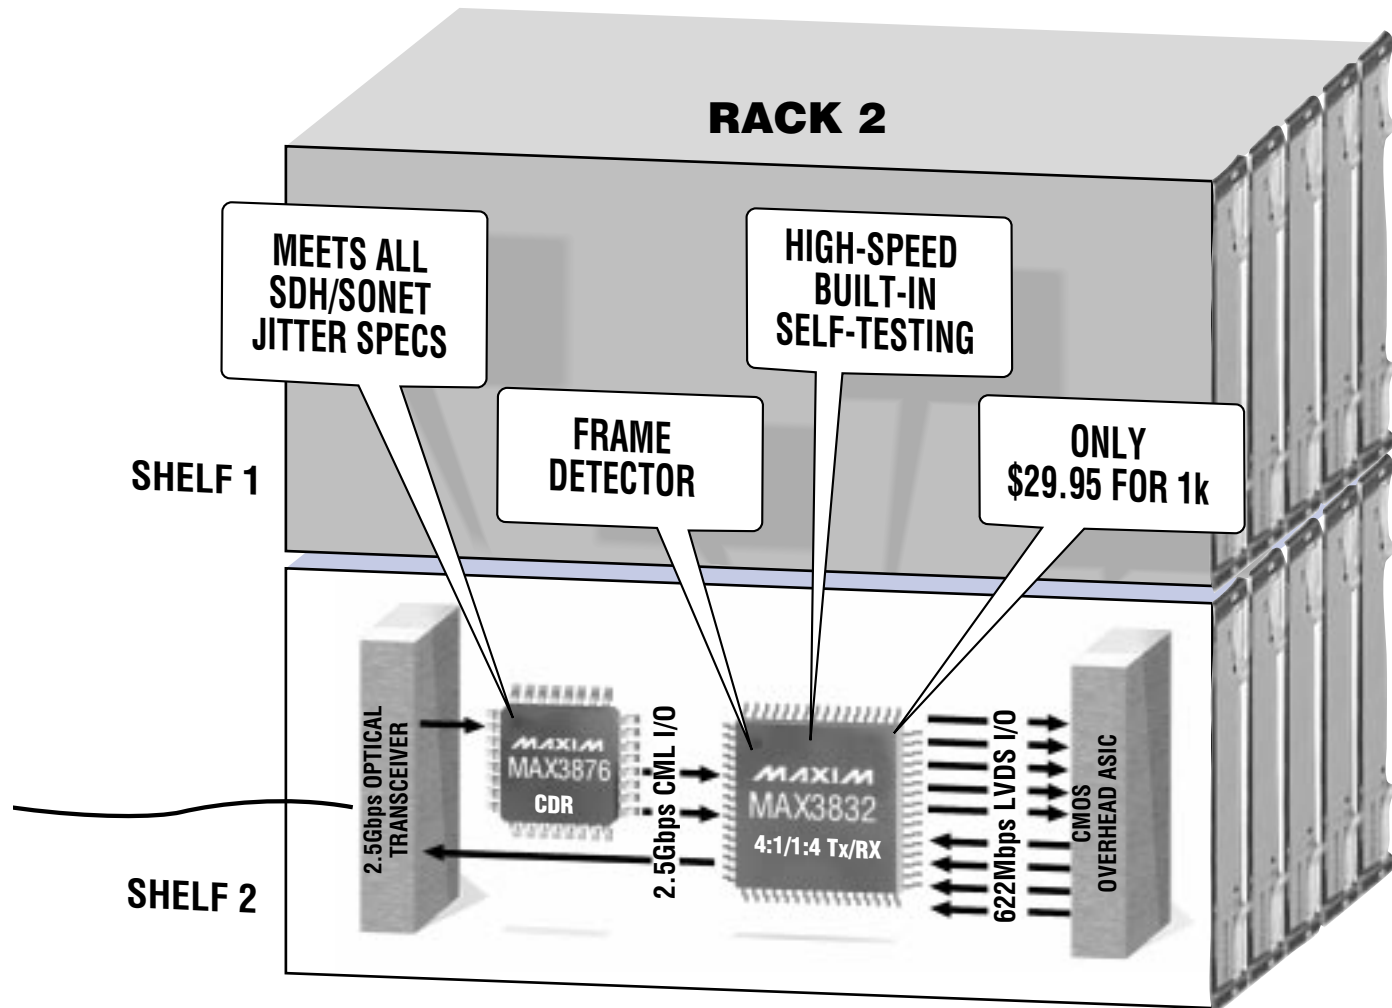 RACK 2
MEETS ALL
SDH/SONET
JITTER SPECS
HIGH-SPEED
BUILT-IN
SELF-TESTING
FRAME
DETECTOR
ONLY
$29.95 FOR 1k
SHELF 1
SHELF 2
2.5Gbps OPTICAL
TRANSCEIVER
MAXIM
MAX3876
CDR
2.5Gbps CML I/O
MAXIM
MAX3832
4:1/1:4 Tx/RX
622Mbps LVDS I/O
CMOS
OVERHEAD ASIC